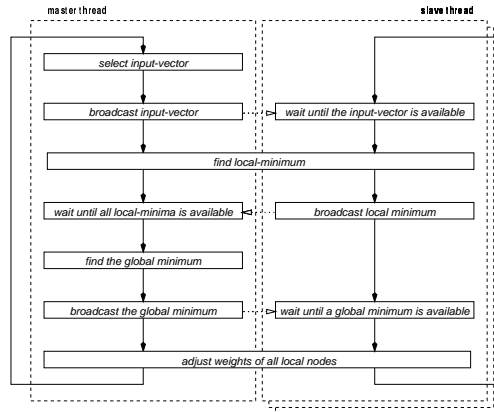 master thread
slave thread
select input-vector
broadcast input-vector
wait until the input-vector is available
find local-minimum
wait until all local-minima is available
broadcast local minimum
find the global minimum
broadcast the global minimum
wait until a global minimum is available
adjust weights of all local nodes